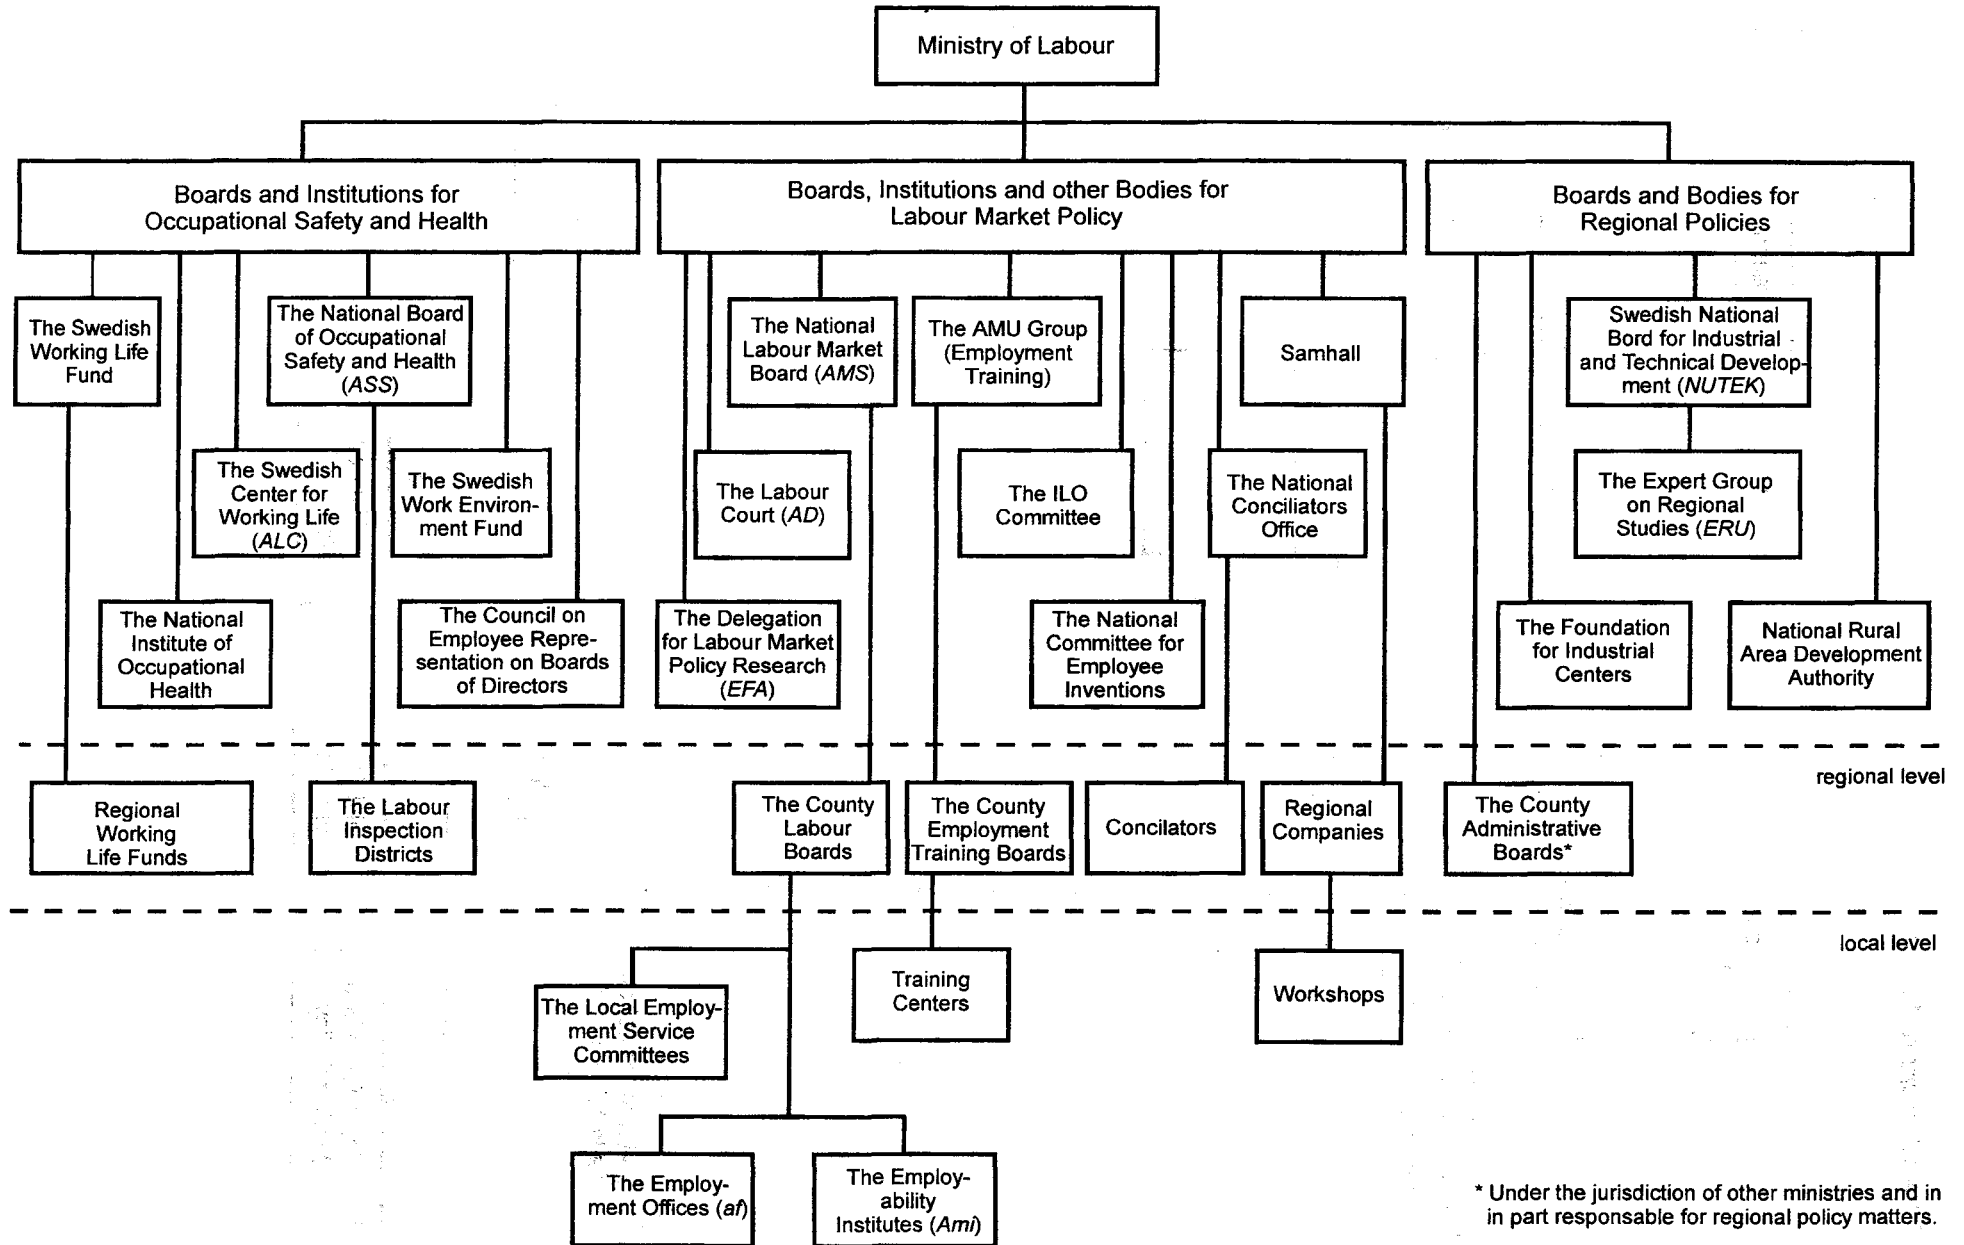 Ministry of Labour
Boards and Institutions for
Occupational Safety and Health
Boards, Institutions and other Bodies for
Labour Market Policy
Boards and Bodies for
Regional Policies
The Swedish
Working Life
Fund
The National Board
of Occupational
Safety and Health
(ASS)
The National
Labour Market
Board (AMS)
The AMU Group
(Employment
Training)
Samhall
Swedish National
Bord for Industrial
and Technical Develop-
ment (NUTEK)
The Swedish
Center for
Working Life
(ALC)
The Swedish
Work Environ-
ment Fund
The Labour
Court (AD)
The ILO
Committee
The National
Conciliators
Office
The Expert Group
on Regional
Studies (ERU)
The National
Institute of
Occupational
Health
The Council on
Employee Repre-
sentation on Boards
of Directors
The Delegation
for Labour Market
Policy Research
(EFA)
The National
Committee for
Employee
Inventions
The Foundation
for Industrial
Centers
National Rural
Area Development
Authority
regional level
Regional
Working
Life Funds
The Labour
Inspection
Districts
The County
Labour
Boards
The County
Employment
Training Boards
Concilators
Regional
Companies
The County
Administrative
Boards*
local level
The Local Employ-
ment Service
Committees
Training
Centers
Workshops
The Employ-
ment Offices (af)
The Employ-
ability
Institutes (Ami)
* Under the jurisdiction of other ministries and in
in part responsable for regional policy matters.